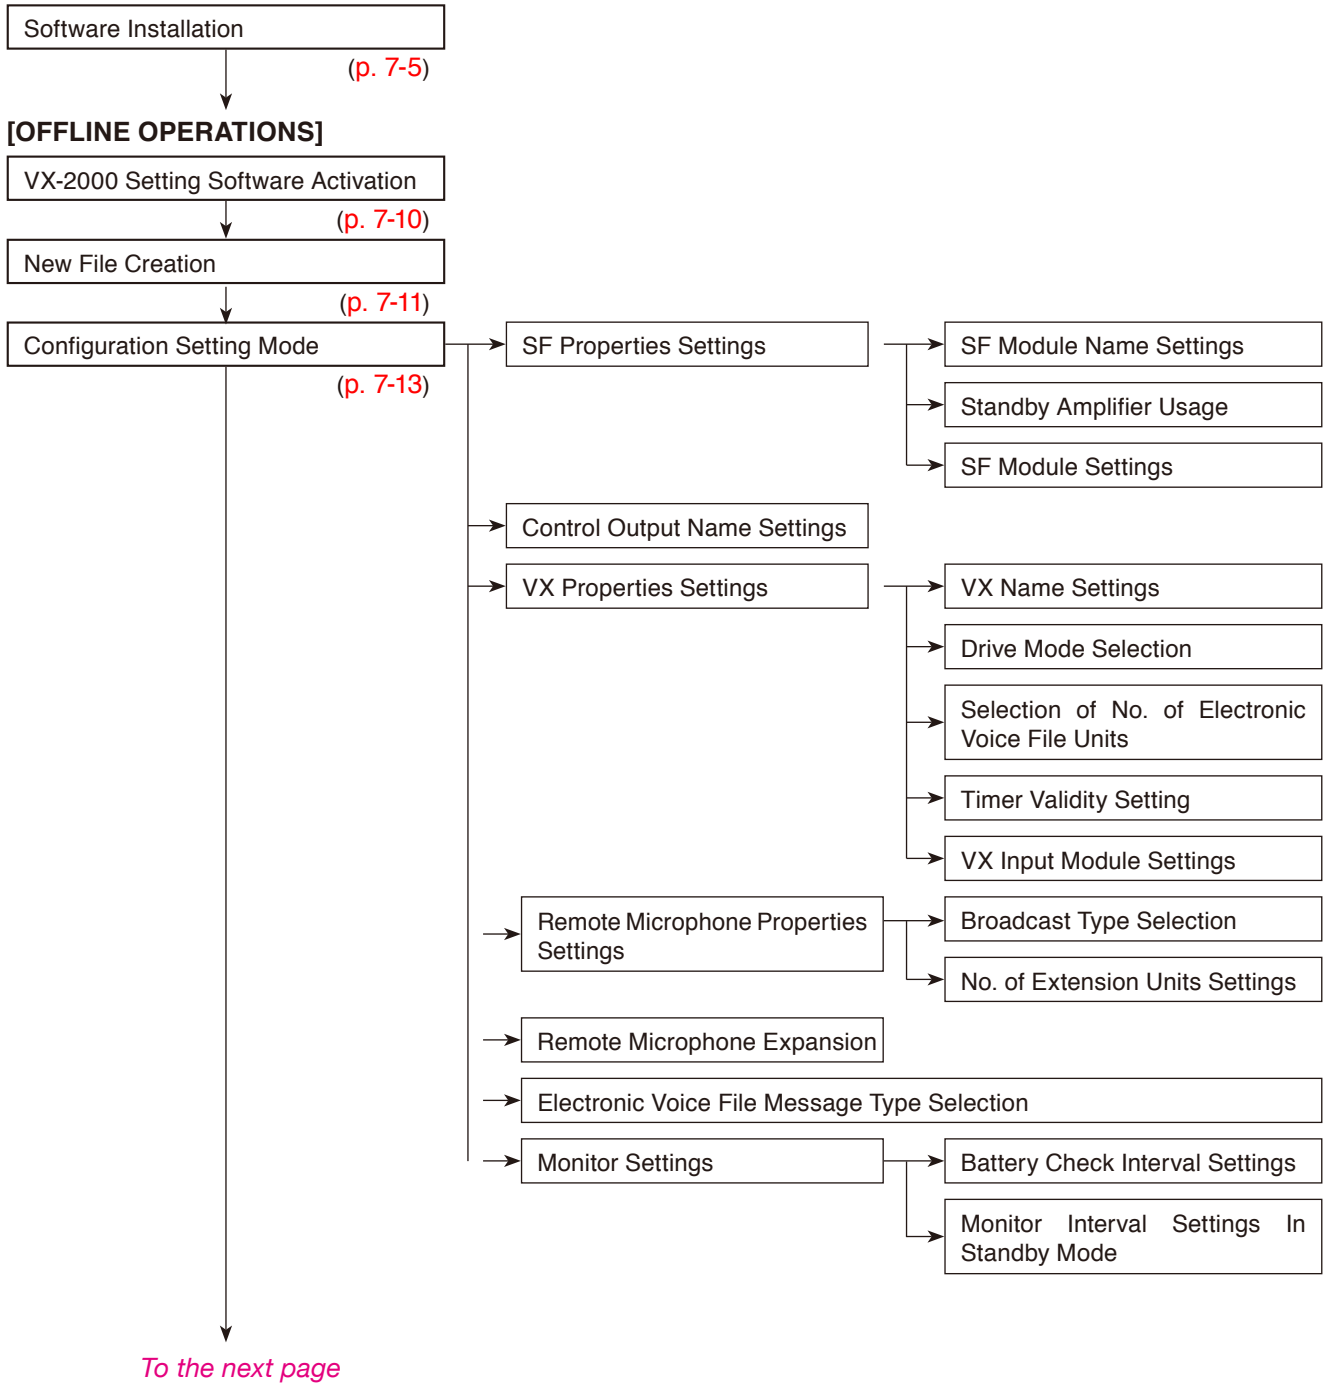 Software Installation
(p. 7-5)
[OFFLINE OPERATIONS]
VX-2000 Setting Software Activation
(p. 7-10)
New File Creation
(p. 7-11)
Configuration Setting Mode
(p. 7-13)
SF Properties Settings
SF Module Name Settings
Standby Amplifier Usage
SF Module Settings
Control Output Name Settings
VX Properties Settings
VX Name Settings
Drive Mode Selection
Selection of No. of Electronic
Voice File Units
Timer Validity Setting
VX Input Module Settings
Remote Microphone Properties
Settings
Broadcast Type Selection
No. of Extension Units Settings
Remote Microphone Expansion
Electronic Voice File Message Type Selection
Monitor Settings
Battery Check Interval Settings
Monitor Interval Settings In
Standby Mode
To the next page